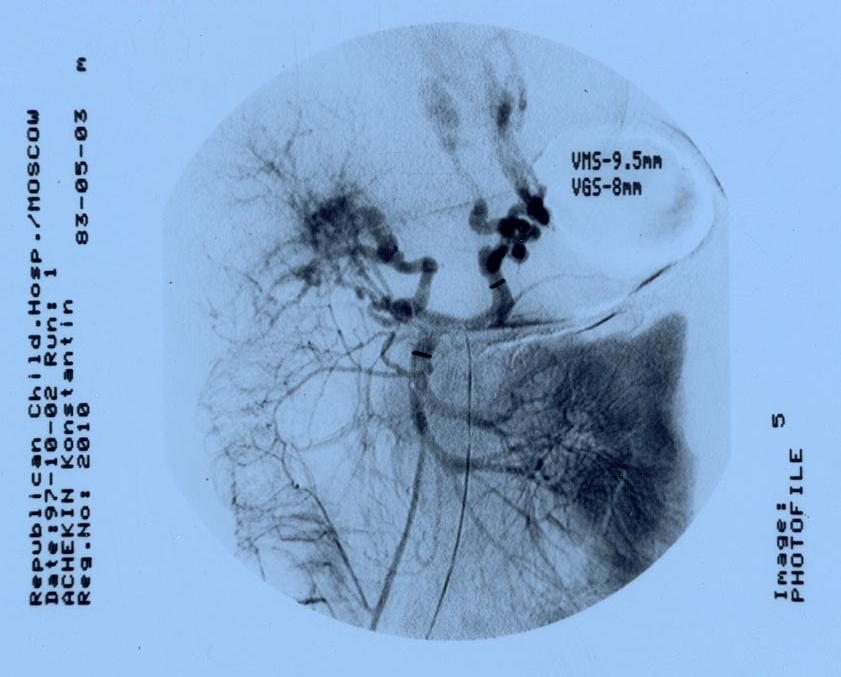 Republican Child.Hosp./MOSCOW
Date:97-10-02 Run: 1
ACHEKIN Konstantin 83-05-03 m
Reg.No: 2010
VMS-9.5mm
VGS-8mm
Image: 5
PHOTOFILE